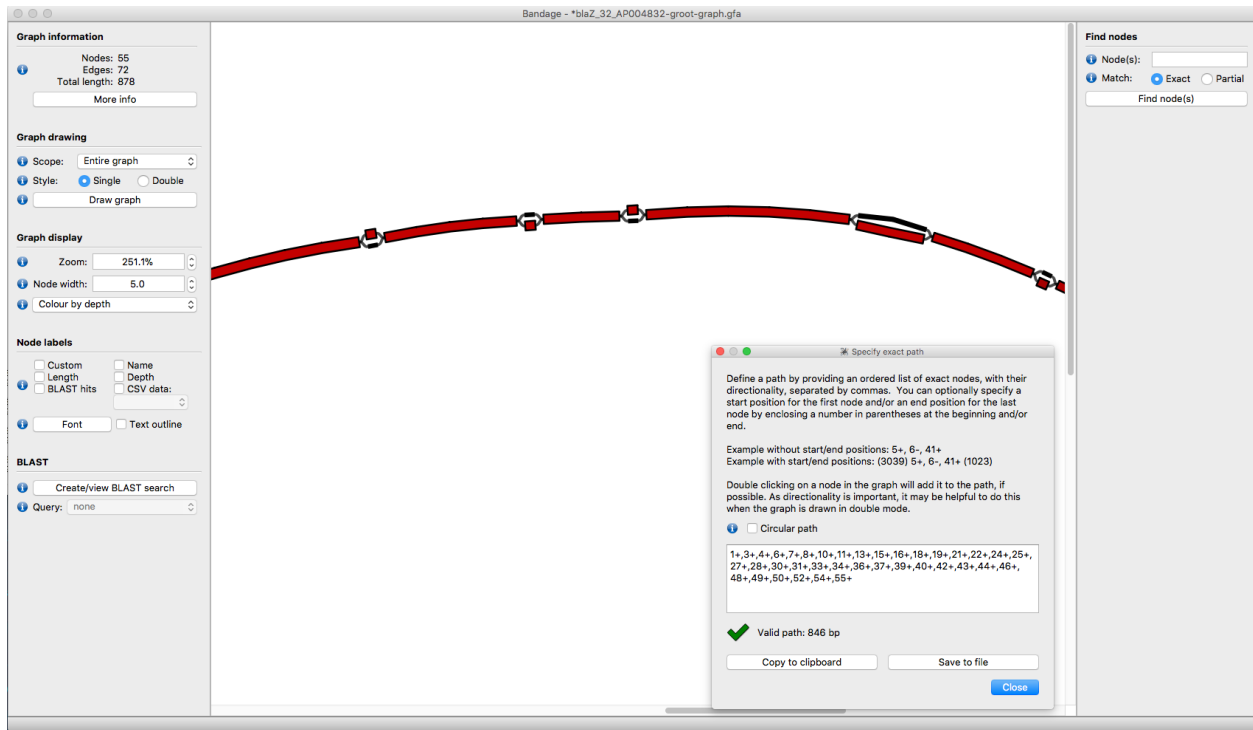 Bandage - *blaZ_32_AP004832-groot-graph.gfa
Graph information
Nodes: 55
Edges: 72
Total length: 878
More info
Graph drawing
Scope: Entire graph
Style: Single Double
Draw graph
Graph display
Zoom: 251.1%
Node width: 5.0
Colour by depth
Node labels
Custom Name
Length Depth
BLAST hits CSV data:
Font Text outline
BLAST
Create/view BLAST search
Query: none
Specify exact path
Define a path by providing an ordered list of exact nodes, with their
directionality, separated by commas. You can optionally specify a
start position for the first node and/or an end position for the last
node by enclosing a number in parentheses at the beginning and/or
end.
Example without start/end positions: 5+, 6-, 41+
Example with start/end positions: (3039) 5+, 6-, 41+ (1023)
Double clicking on a node in the graph will add it to the path, if
possible. As directionality is important, it may be helpful to do this
when the graph is drawn in double mode.
Circular path
1+,3+,4+,6+,7+,8+,10+,11+,13+,15+,16+,18+,19+,21+,22+,24+,25+,
27+,28+,30+,31+,33+,34+,36+,37+,39+,40+,42+,43+,44+,46+,
48+,49+,50+,52+,54+,55+
Valid path: 846 bp
Copy to clipboard Save to file
Close
Find nodes
Node(s):
Match: Exact Partial
Find node(s)